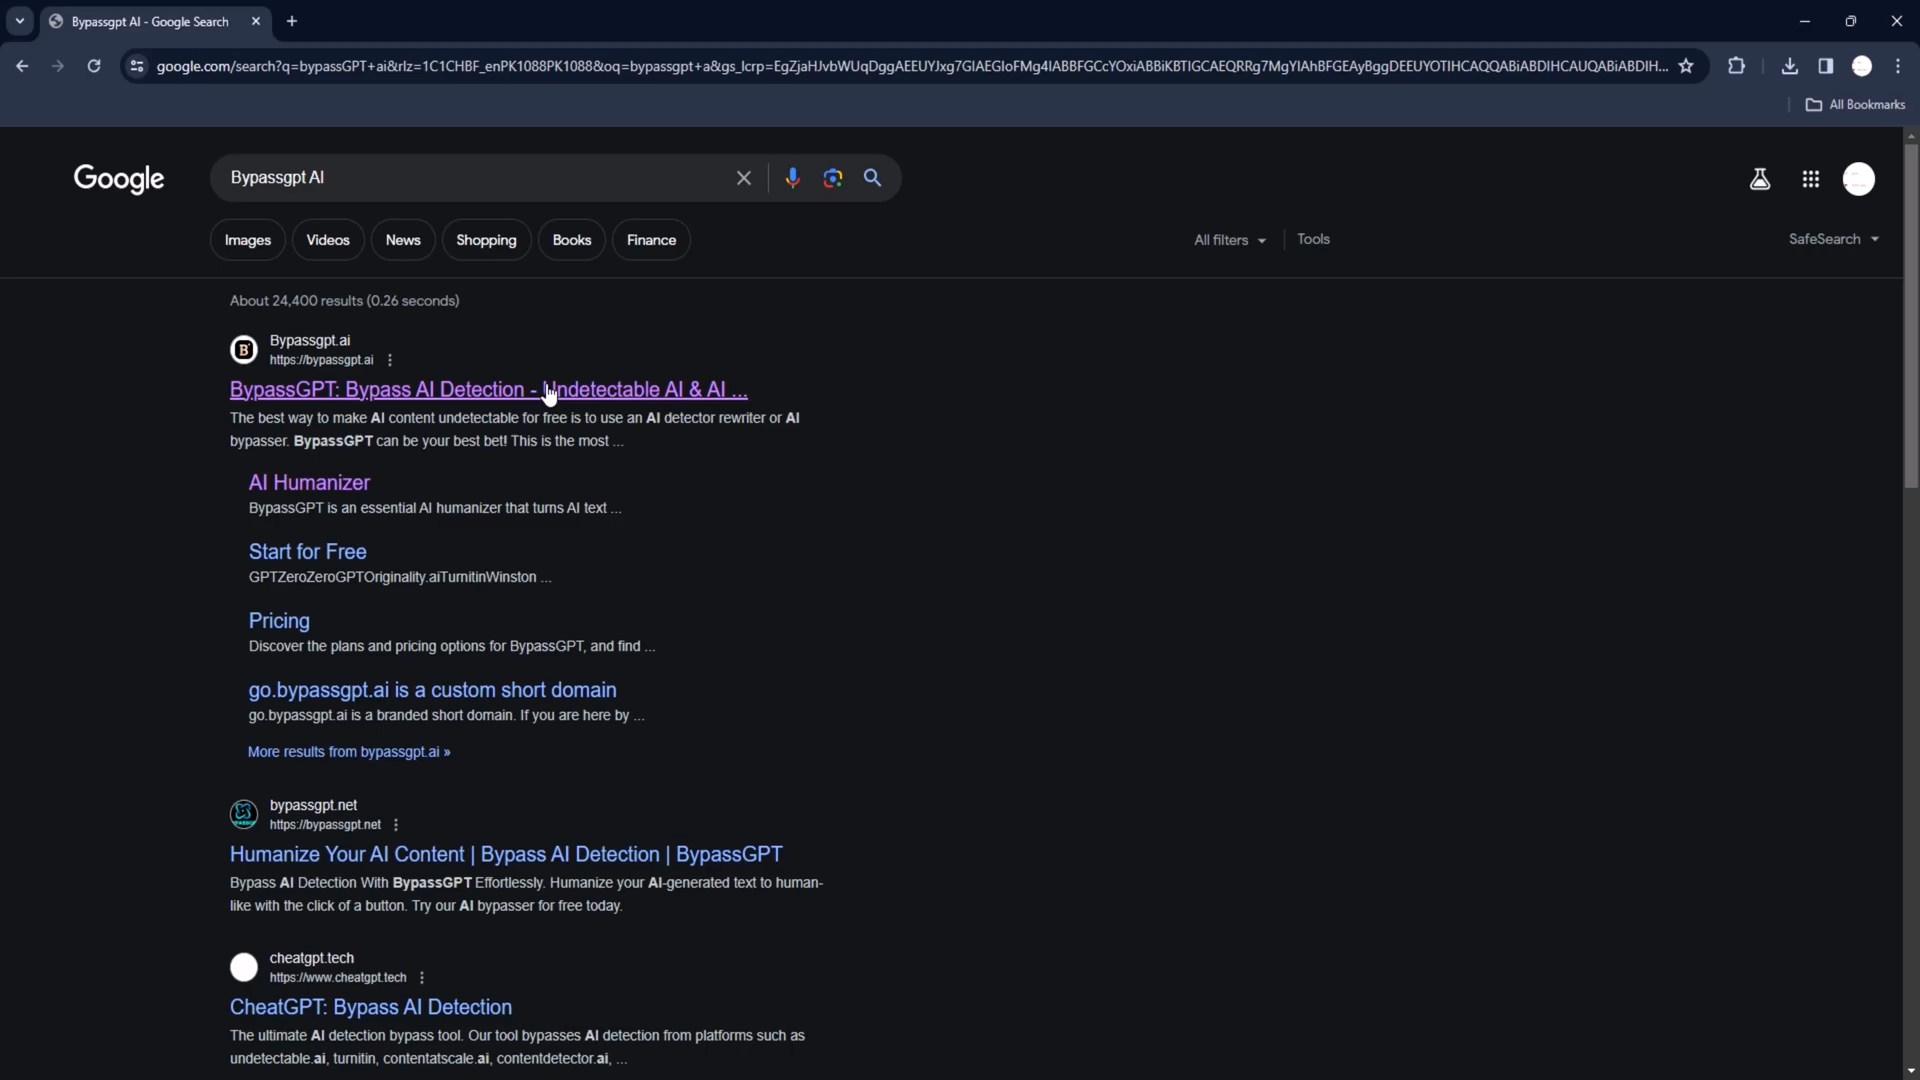 Bypassgpt AI - Google Search
All Bookmarks
Google
Bypassgpt AI
Images
Videos
News
Shopping
Books
Finance
All filters
Tools
SafeSearch
About 24,400 results (0.26 seconds)
Bypassgpt.ai
https://bypassgpt.ai
BypassGPT: Bypass AI Detection - Undetectable AI & AI ...
The best way to make AI content undetectable for free is to use an AI detector rewriter or AI
bypasser. BypassGPT can be your best bet! This is the most ...
AI Humanizer
BypassGPT is an essential AI humanizer that turns AI text ...
Start for Free
GPTZeroZeroGPTOriginality.aiTurnitinWinston ...
Pricing
Discover the plans and pricing options for BypassGPT, and find ...
go.bypassgpt.ai is a custom short domain
go.bypassgpt.ai is a branded short domain. If you are here by ...
More results from bypassgpt.ai »
bypassgpt.net
https://bypassgpt.net
Humanize Your AI Content | Bypass AI Detection | BypassGPT
Bypass AI Detection With BypassGPT Effortlessly. Humanize your AI-generated text to human-
like with the click of a button. Try our AI bypasser for free today.
cheatgpt.tech
https://www.cheatgpt.tech
CheatGPT: Bypass AI Detection
The ultimate AI detection bypass tool. Our tool bypasses AI detection from platforms such as
undetectable.ai, turnitin, contentatscale.ai, contentdetector.ai, ...